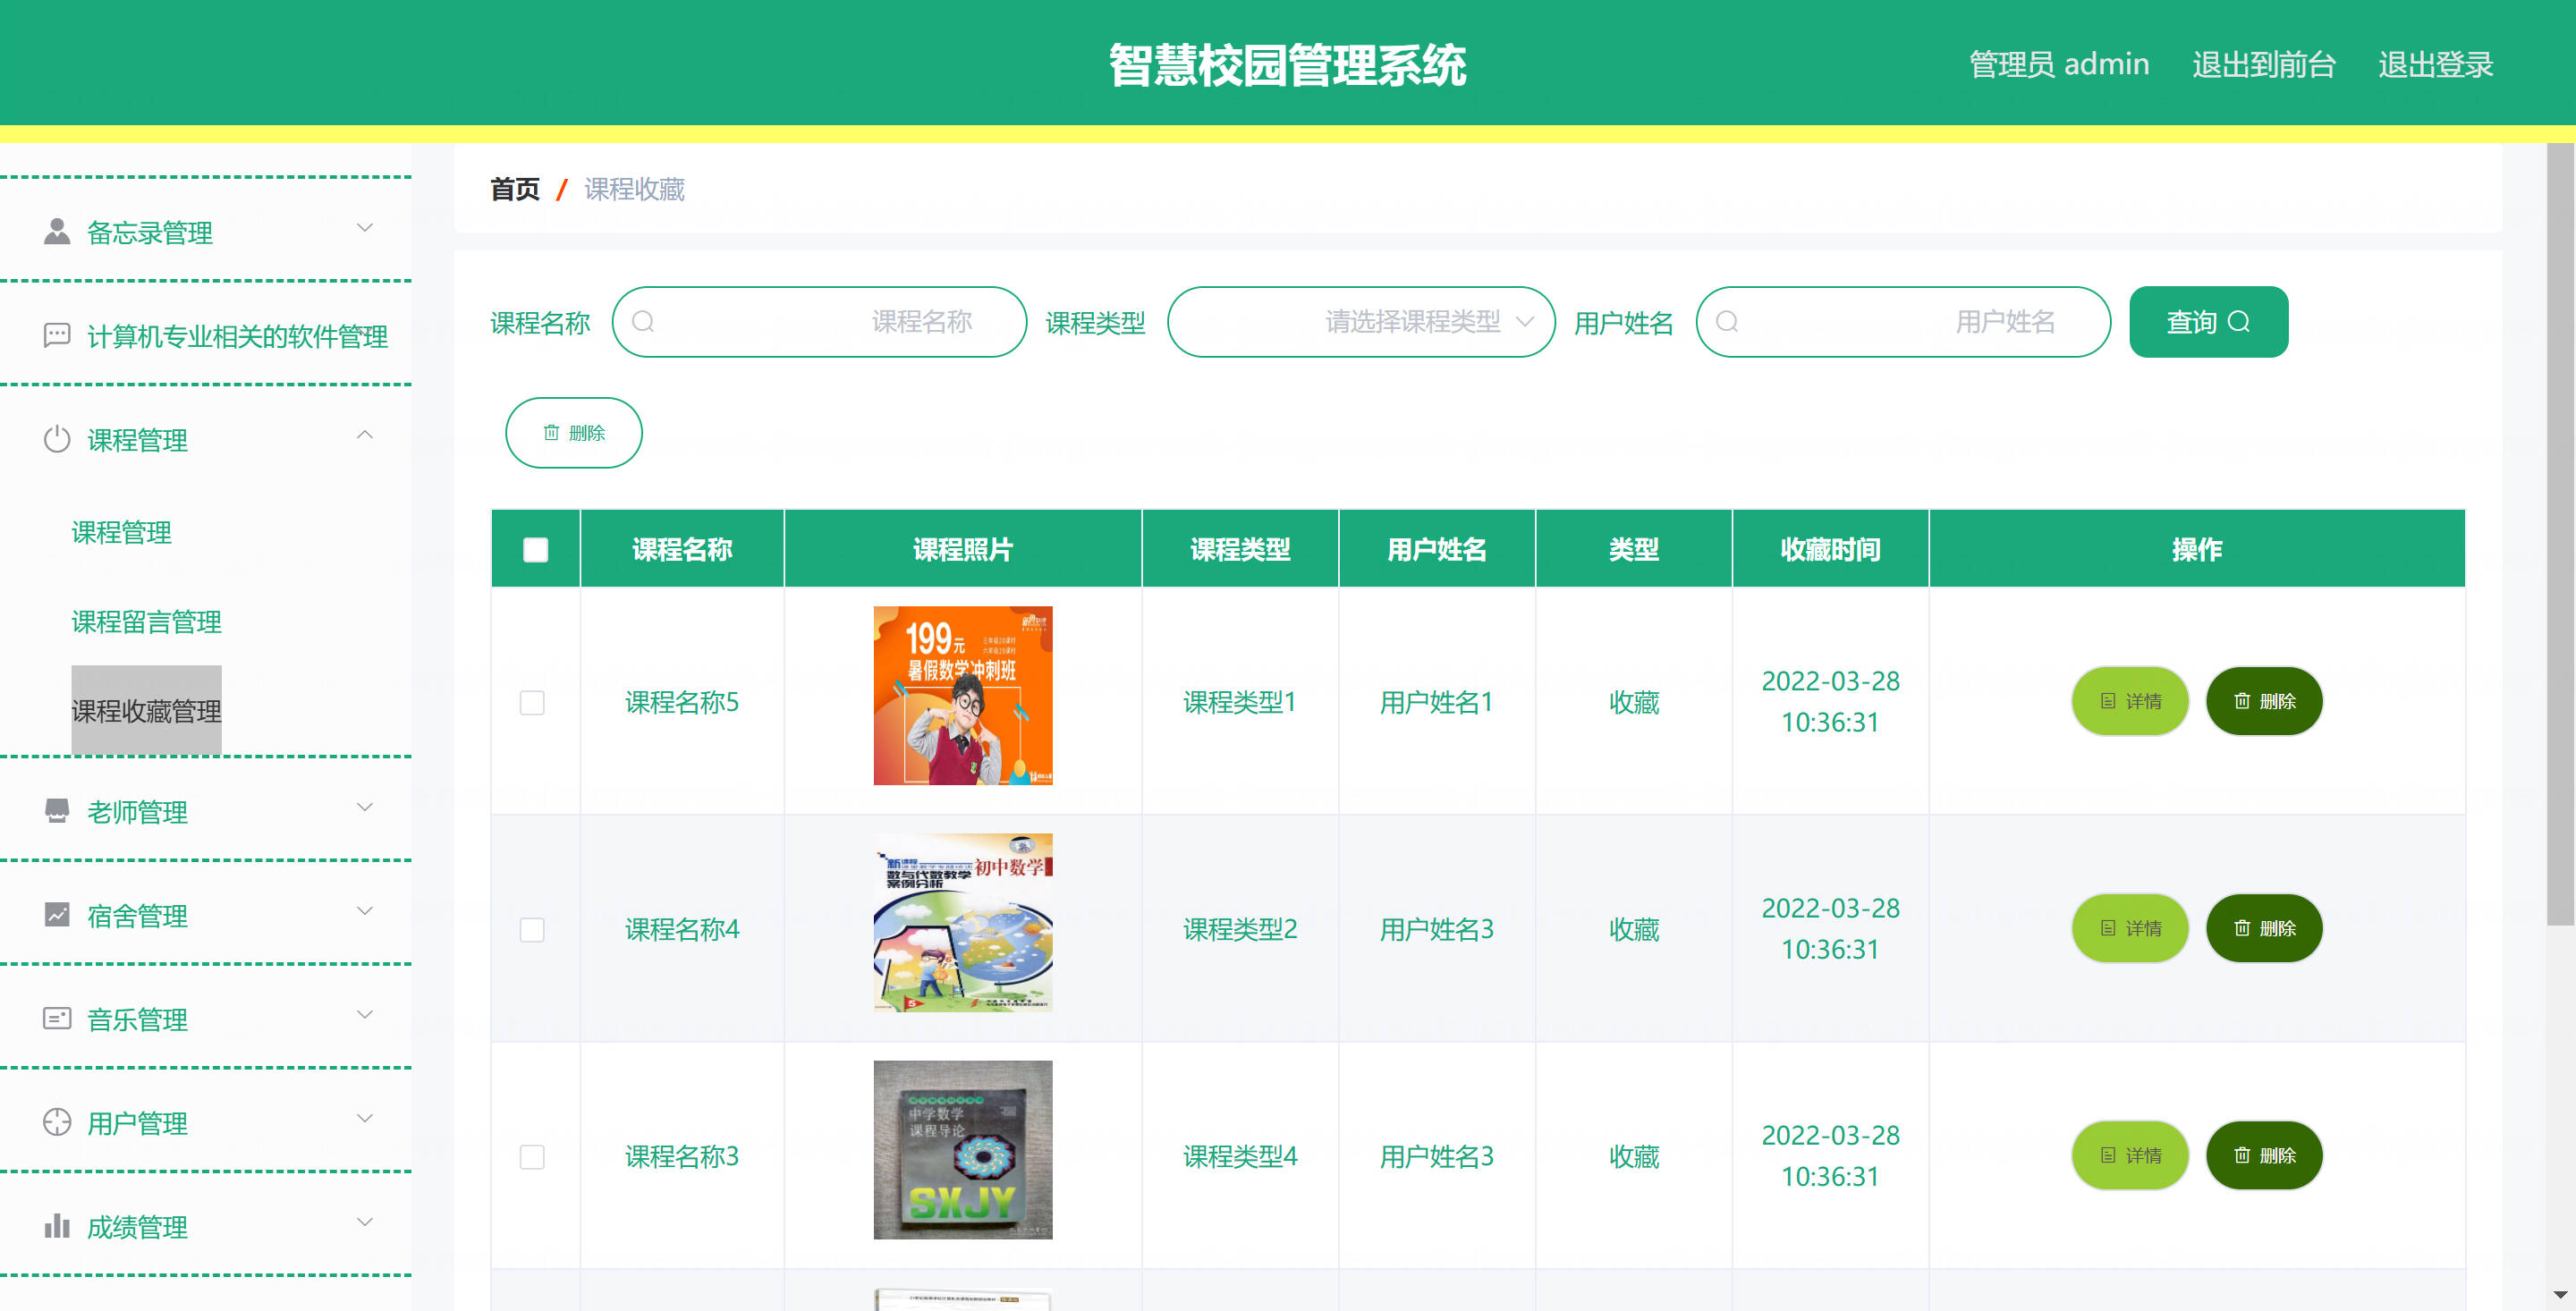 智慧校园管理系统
管理员 admin
退出到前台
退出登录
首页 / 课程收藏
备忘录管理
计算机专业相关的软件管理
课程管理
课程管理
课程留言管理
课程收藏管理
老师管理
宿舍管理
音乐管理
用户管理
成绩管理
课程名称 课程名称 课程类型 请选择课程类型 用户姓名 用户姓名 查询
删除
课程名称 课程照片 课程类型 用户姓名 类型 收藏时间 操作
199元
暑假数学冲刺班
课程名称5 课程类型1 用户姓名1 收藏 2022-03-28 10:36:31 详情 删除
新课程
初中数学
数与代数教学
案例分析
5
课程名称4 课程类型2 用户姓名3 收藏 2022-03-28 10:36:31 详情 删除
中学数学
课程导论
SXJY
课程名称3 课程类型4 用户姓名3 收藏 2022-03-28 10:36:31 详情 删除